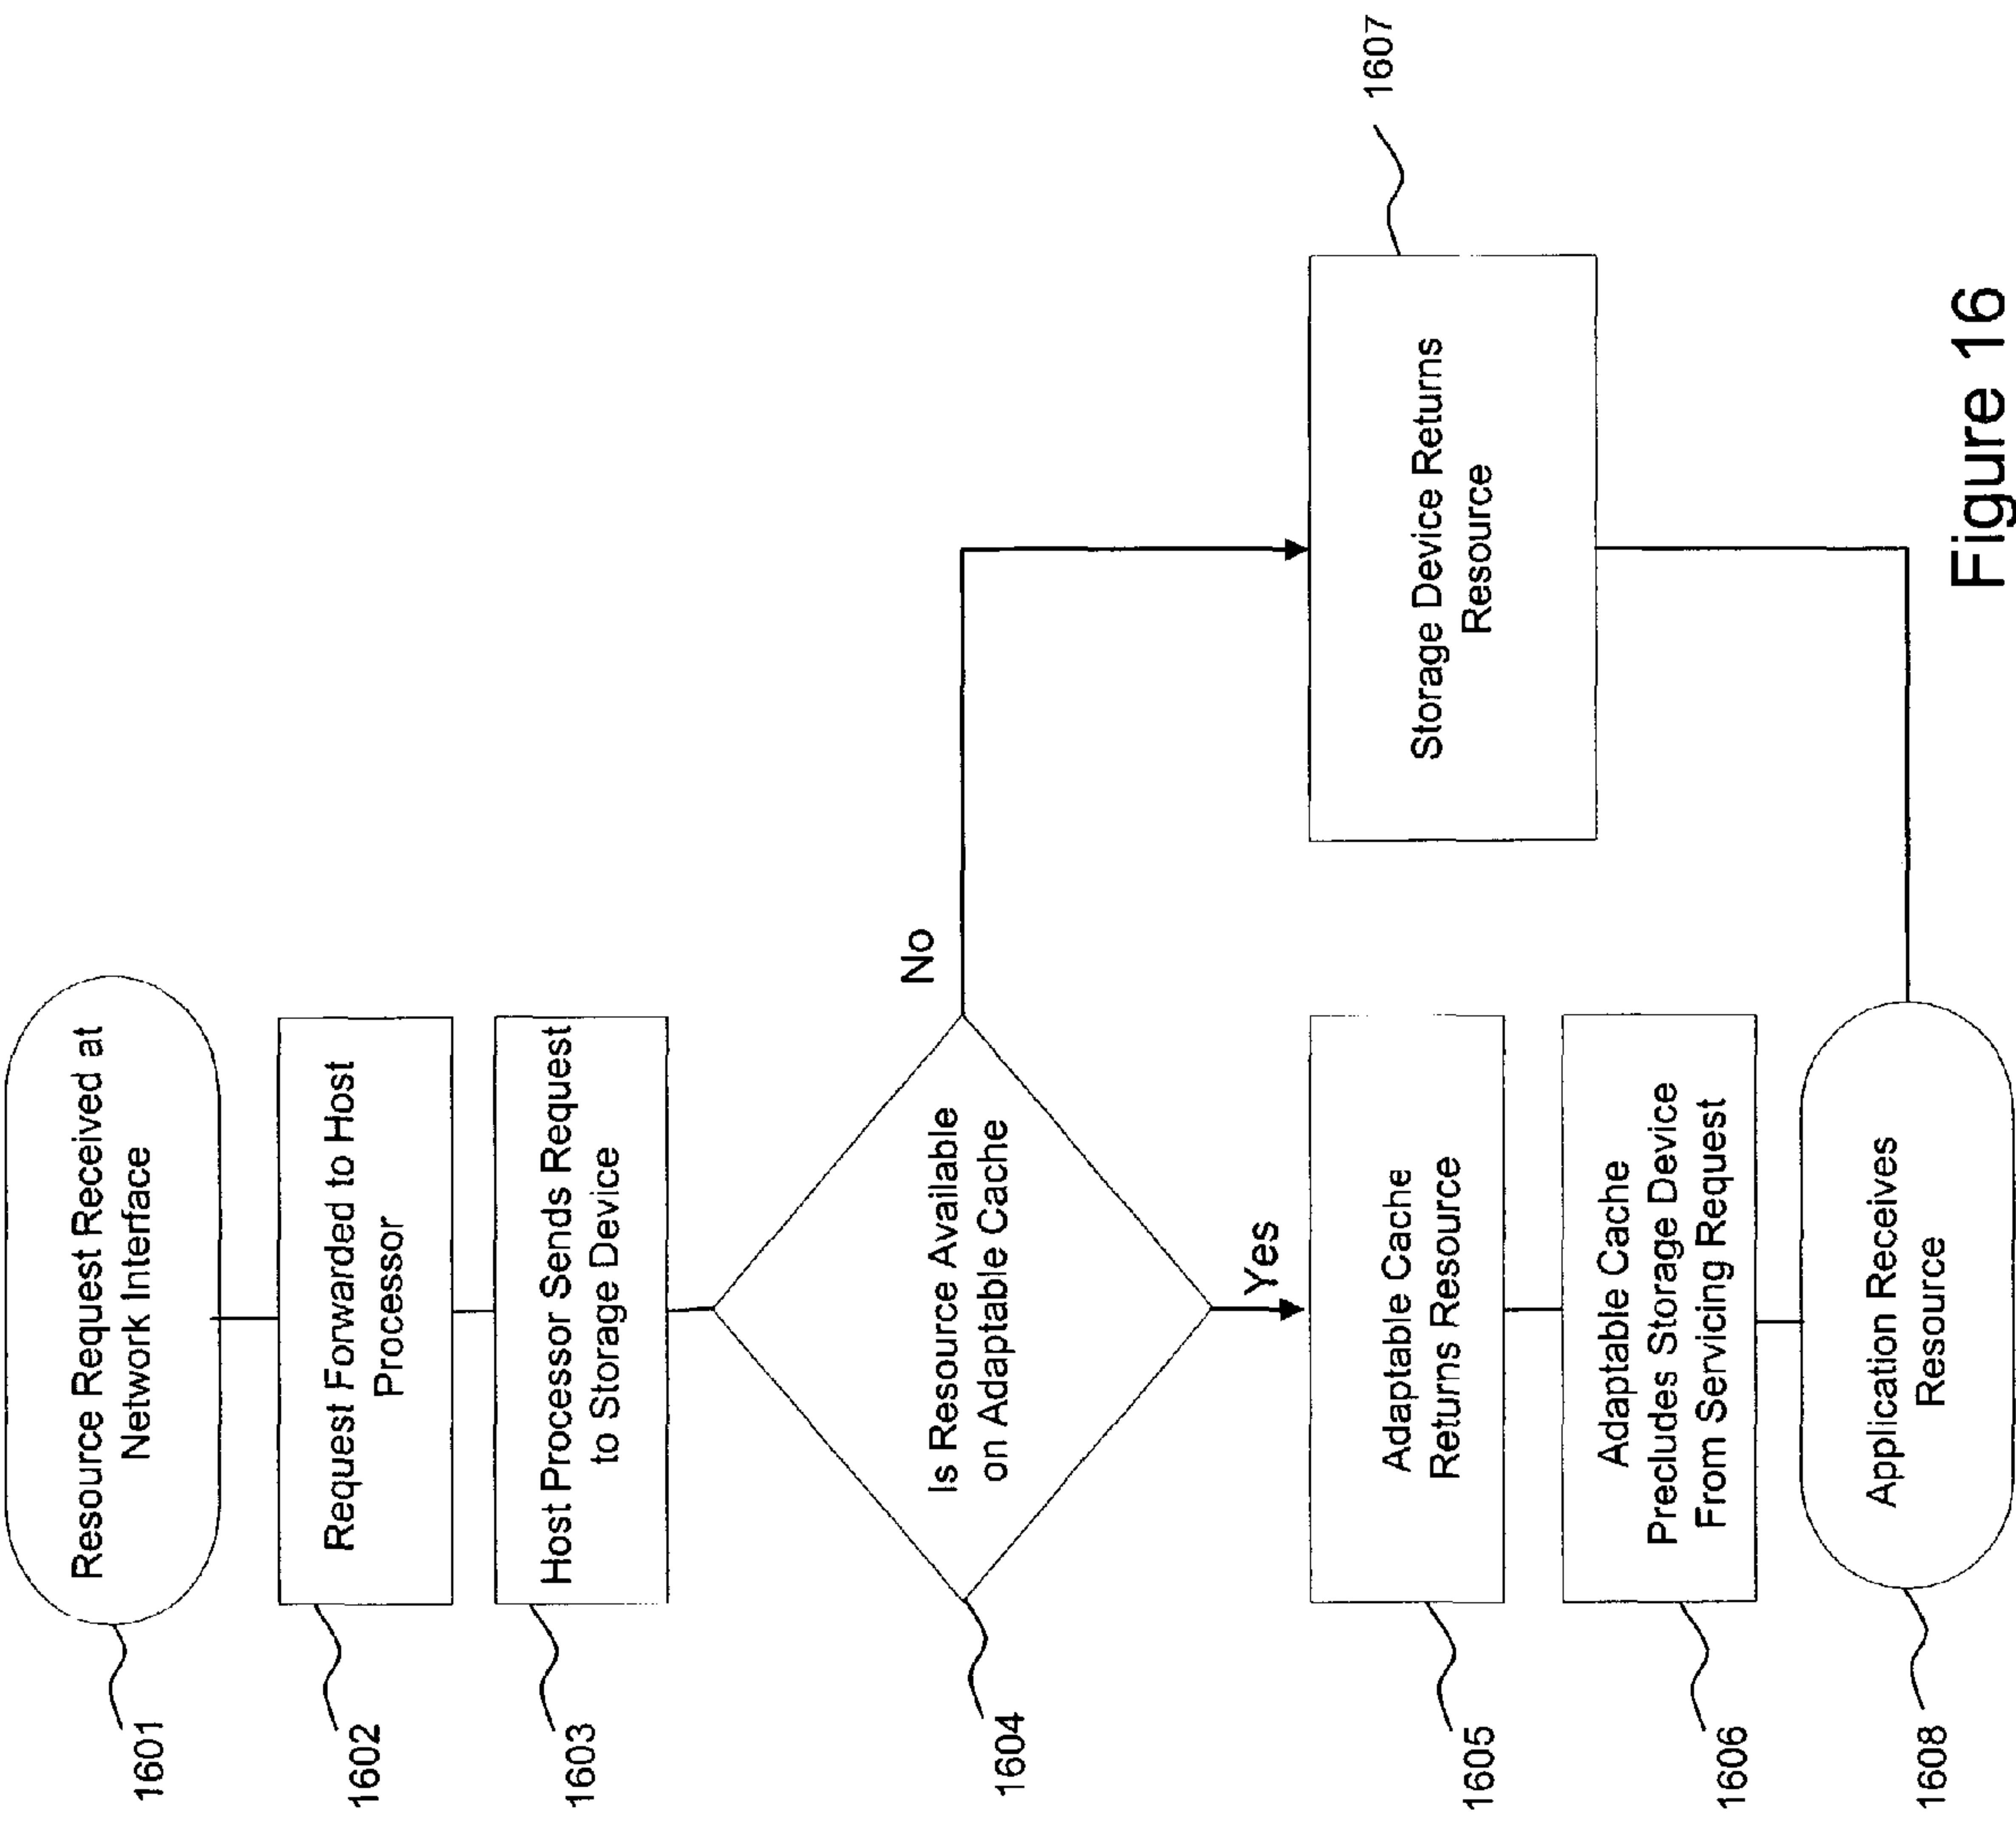 Resource Request Received at
Network Interface
1601
Request Forwarded to Host
Processor
1602
Host Processor Sends Request
to Storage Device
1603
Is Resource Available
on Adaptable Cache
1604
No
Yes
Adaptable Cache
Returns Resource
1605
Storage Device Returns
Resource
1607
Adaptable Cache
Precludes Storage Device
From Servicing Request
1606
Application Receives
Resource
1608
Figure 16